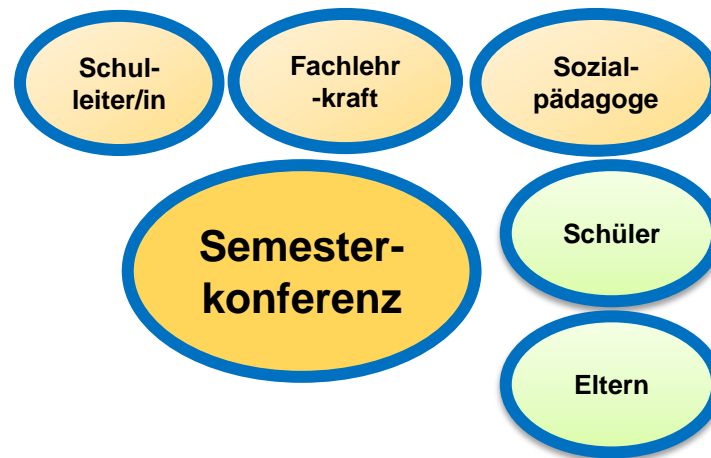 Schul-
leiter/in
Fachlehr
-kraft
Sozial-
pädagoge
Semester-
konferenz
Schüler
Eltern